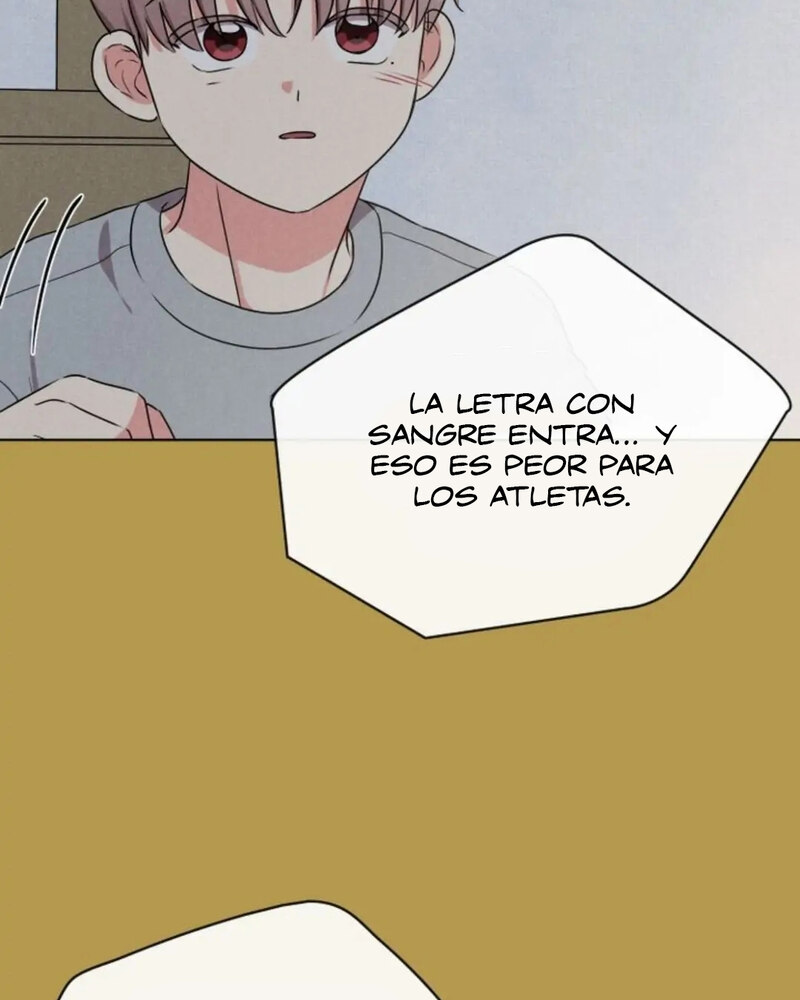 LA LETRA CON
SANGRE ENTRA... Y
ESO ES PEOR PARA
LOS ATLETAS.